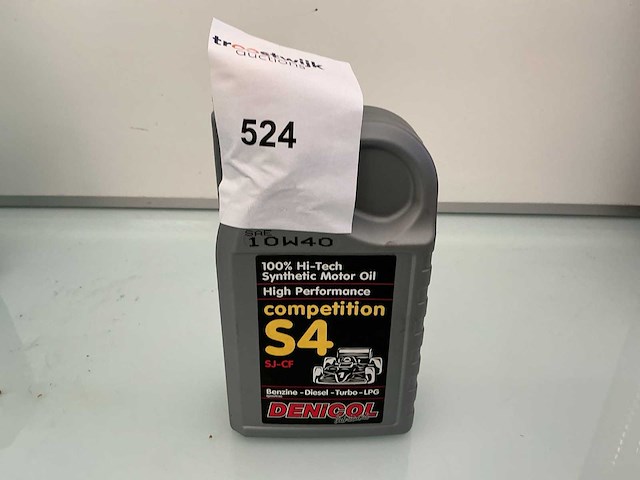 troostwijk
auctions
524
SAE
10W40
100% Hi-Tech
Synthetic Motor Oil
High Performance
competition
S4
SJ-CF
Benzine - Diesel - Turbo - LPG
DENICOL